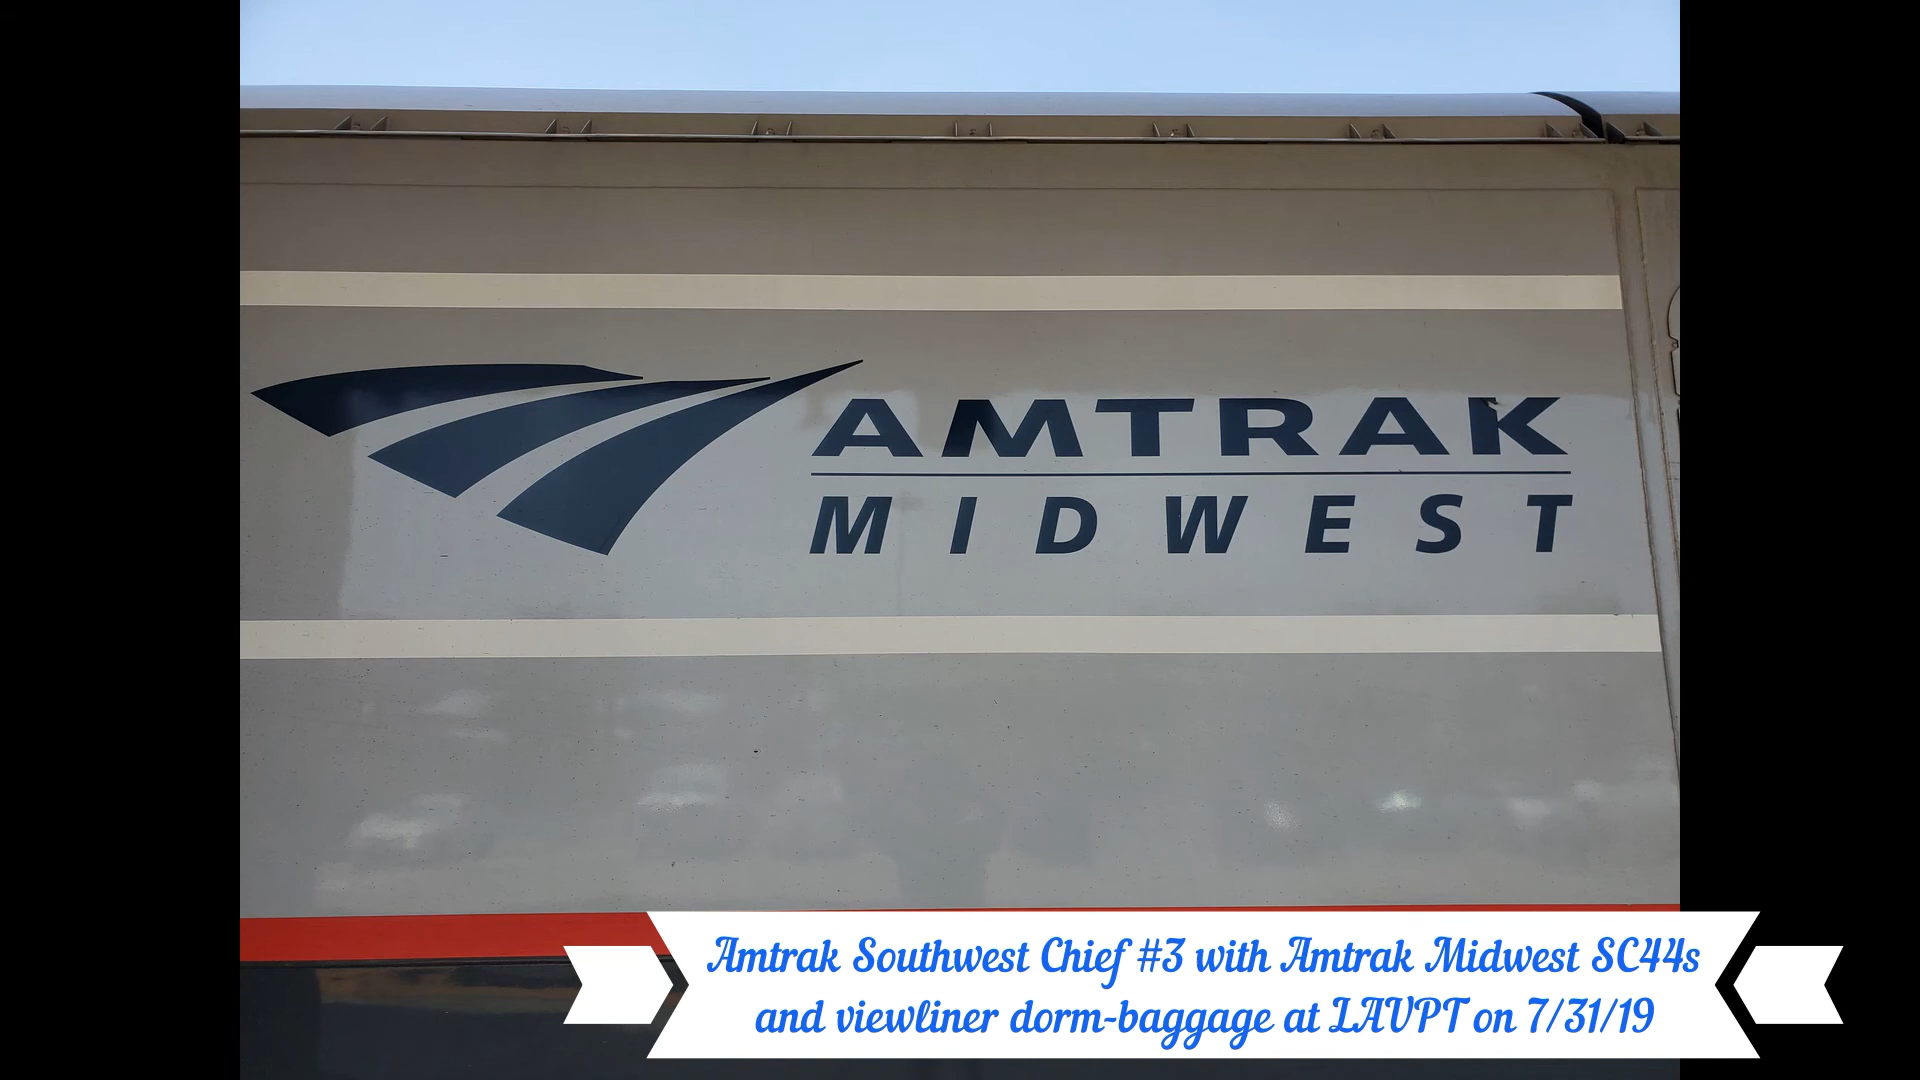 AMTRAK
MIDWEST
Amtrak Southwest Chief #3 with Amtrak Midwest SC44s
and viewliner dorm-baggage at LAUPT on 7/31/19